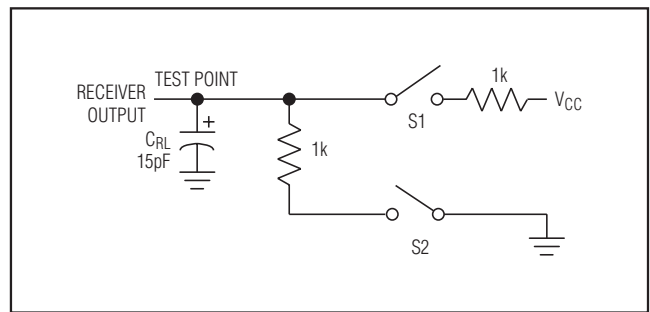 TEST POINT
RECEIVER
OUTPUT
+
CRL
15pF
1k
S1
1k
VCC
S2